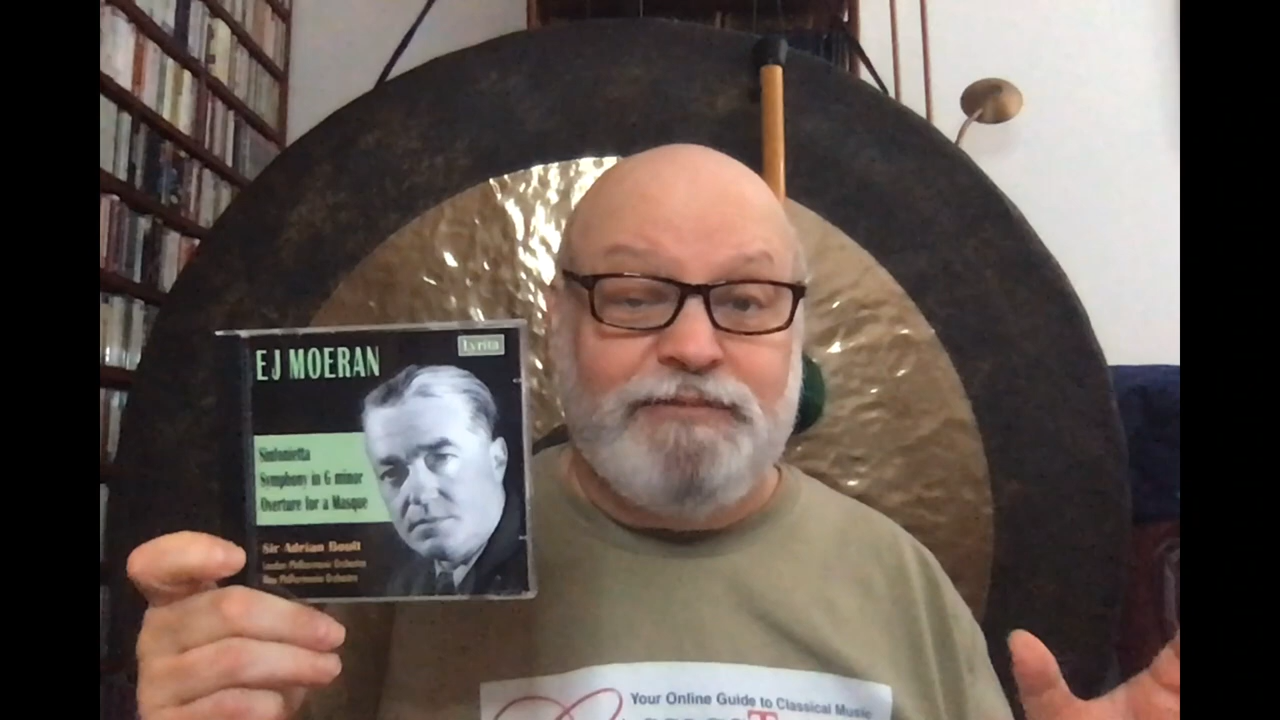 EJ MOERAN
Lyrita
Sinfonietta
Symphony in G minor
Overture for a Masque
Sir Adrian Boult
London Philharmonic Orchestra
New Philharmonia Orchestra
Your Online Guide to Classical Music